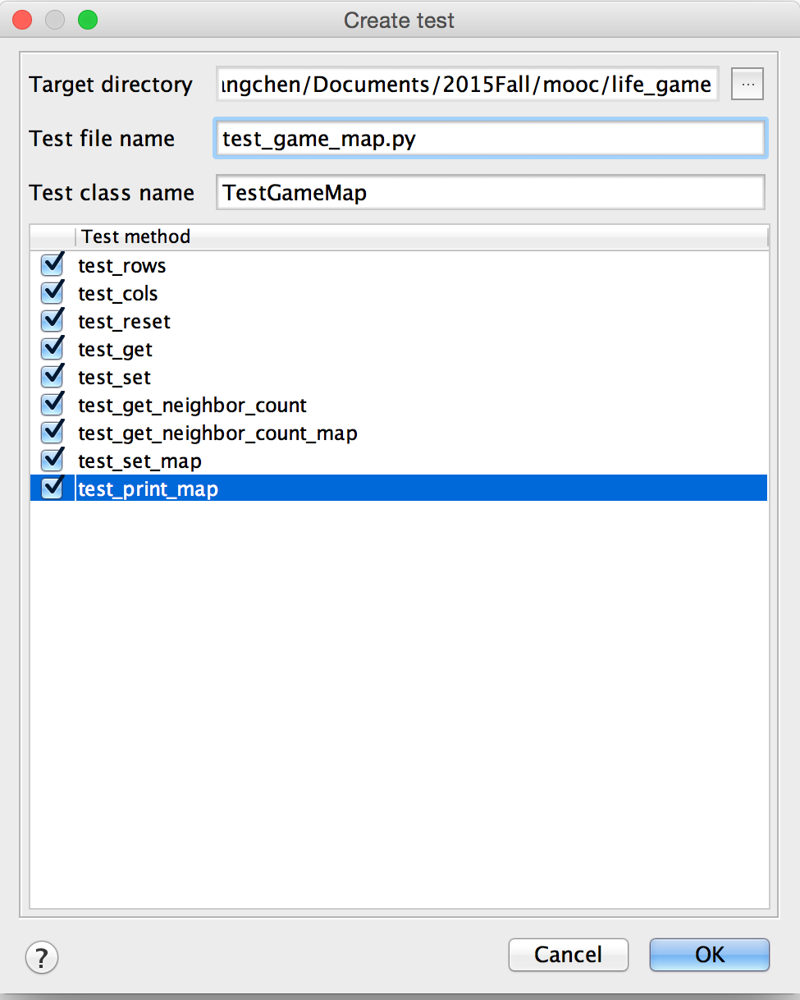 Create test
Target directory
ngchen/Documents/2015Fall/mooc/life_game
...
Test file name
test_game_map.py
Test class name
TestGameMap
Test method
test_rows
test_cols
test_reset
test_get
test_set
test_get_neighbor_count
test_get_neighbor_count_map
test_set_map
test_print_map
?
Cancel
OK